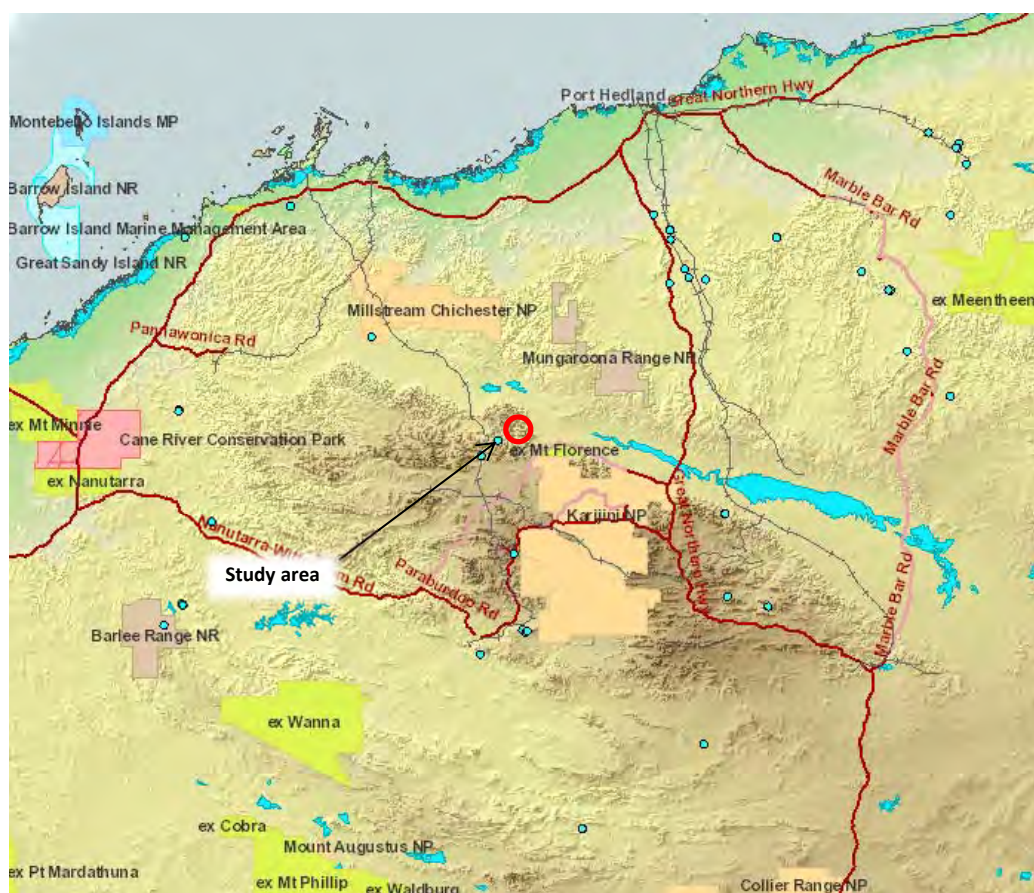 Port Hedland
Great Northern Hwy
Montebello Islands MP
Marble Bar Rd
Barrow Island NR
Barrow Island Marine Management Area
Great Sandy Island NR
ex Meentheen
Millstream Chichester NP
Pannawonica Rd
Mungaroona Range NR
Marble Bar Rd
ex Mt Minnie
Cane River Conservation Park
ex Mt Florence
ex Nanutarra
Great Northern Hwy
Karijini NP
Nanutarra-Wit m Rd
Study area
Paraburdoo Rd
Marble Bar Rd
Barlee Range NR
ex Wanna
ex Cobra
Mount Augustus NP
ex Pt Mardathuna
ex Mt Phillip
ex Waldburg
Collier Range NP